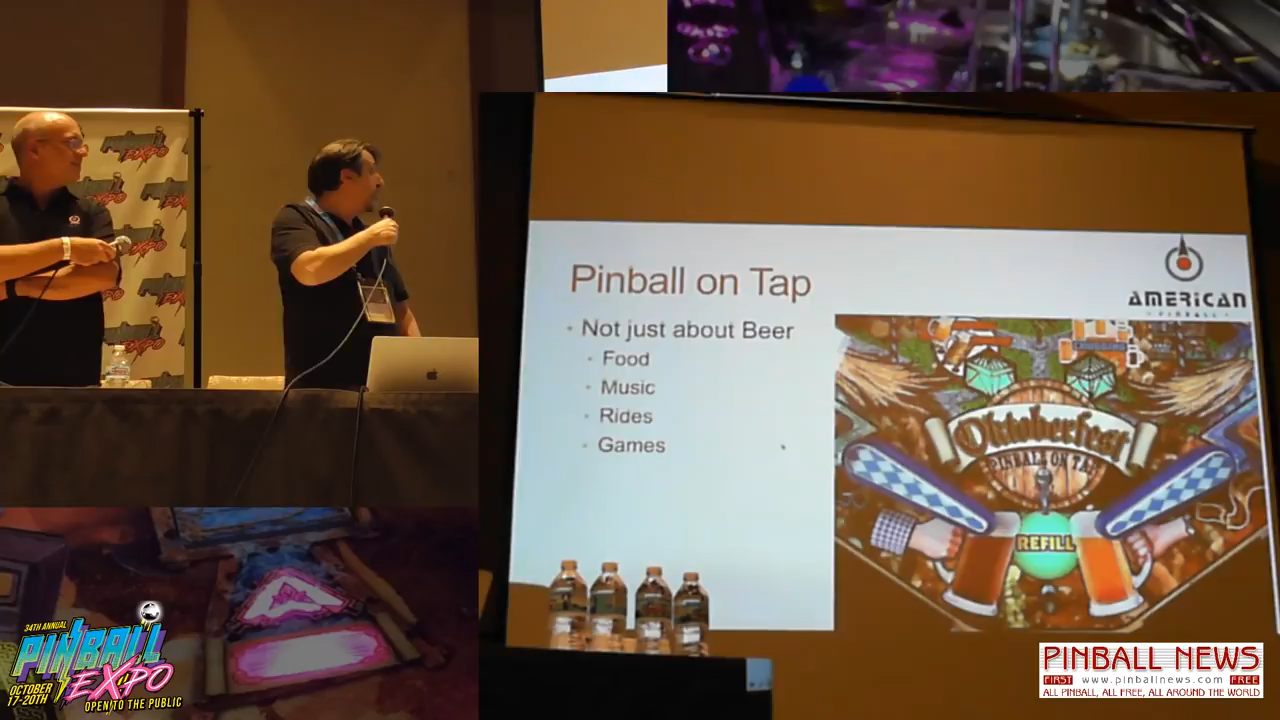 PINBALL
EXPO
Pinball on Tap
AMERICAN
PINBALL
• Not just about Beer
• Food
• Music
• Rides
• Games
Oktoberfest
PINBALL ON TAP
REFILL
34TH ANNUAL
PINBALL
EXPO
OCTOBER
17-20TH
OPEN TO THE PUBLIC
PINBALL NEWS
FIRST www.pinballnews.com FREE
ALL PINBALL, ALL FREE, ALL AROUND THE WORLD